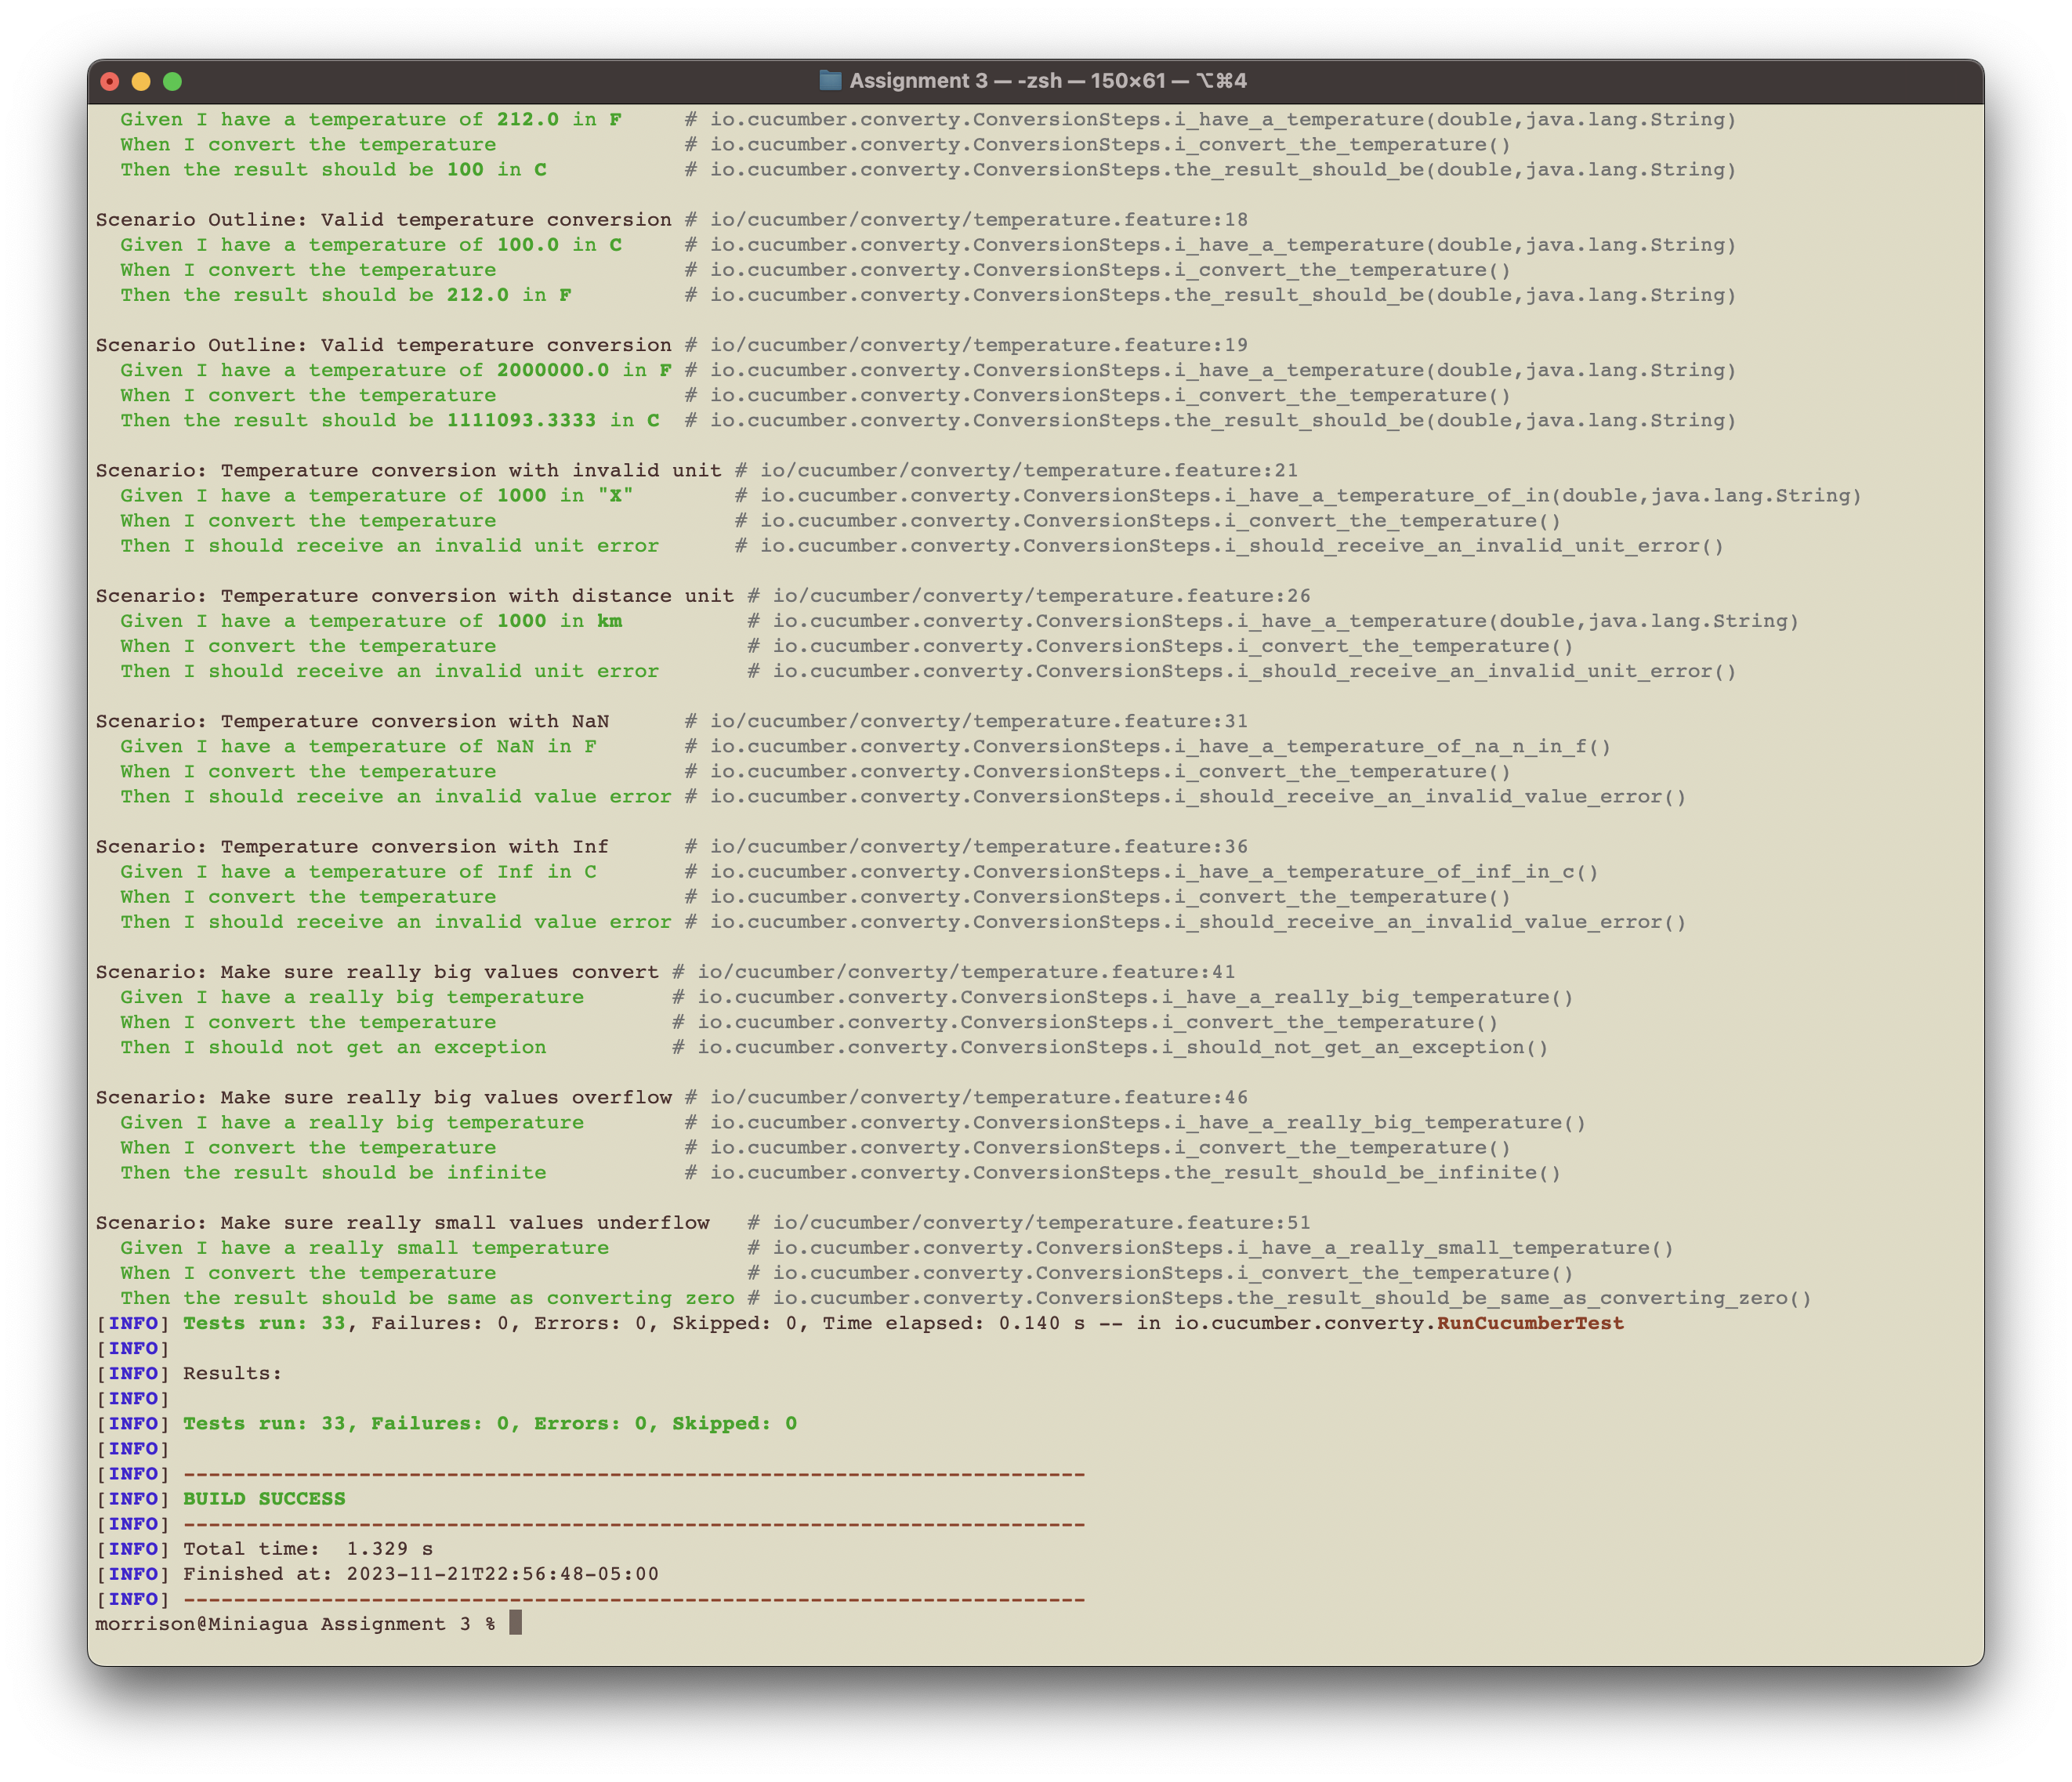 Assignment 3 — -zsh — 150×61 — ⌥⌘4
Given I have a temperature of 212.0 in F     # io.cucumber.converty.ConversionSteps.i_have_a_temperature(double,java.lang.String)
When I convert the temperature               # io.cucumber.converty.ConversionSteps.i_convert_the_temperature()
Then the result should be 100 in C           # io.cucumber.converty.ConversionSteps.the_result_should_be(double,java.lang.String)
Scenario Outline: Valid temperature conversion # io/cucumber/converty/temperature.feature:18
Given I have a temperature of 100.0 in C     # io.cucumber.converty.ConversionSteps.i_have_a_temperature(double,java.lang.String)
When I convert the temperature               # io.cucumber.converty.ConversionSteps.i_convert_the_temperature()
Then the result should be 212.0 in F         # io.cucumber.converty.ConversionSteps.the_result_should_be(double,java.lang.String)
Scenario Outline: Valid temperature conversion # io/cucumber/converty/temperature.feature:19
Given I have a temperature of 2000000.0 in F # io.cucumber.converty.ConversionSteps.i_have_a_temperature(double,java.lang.String)
When I convert the temperature               # io.cucumber.converty.ConversionSteps.i_convert_the_temperature()
Then the result should be 1111093.3333 in C  # io.cucumber.converty.ConversionSteps.the_result_should_be(double,java.lang.String)
Scenario: Temperature conversion with invalid unit # io/cucumber/converty/temperature.feature:21
Given I have a temperature of 1000 in "X"        # io.cucumber.converty.ConversionSteps.i_have_a_temperature_of_in(double,java.lang.String)
When I convert the temperature                   # io.cucumber.converty.ConversionSteps.i_convert_the_temperature()
Then I should receive an invalid unit error      # io.cucumber.converty.ConversionSteps.i_should_receive_an_invalid_unit_error()
Scenario: Temperature conversion with distance unit # io/cucumber/converty/temperature.feature:26
Given I have a temperature of 1000 in km          # io.cucumber.converty.ConversionSteps.i_have_a_temperature(double,java.lang.String)
When I convert the temperature                    # io.cucumber.converty.ConversionSteps.i_convert_the_temperature()
Then I should receive an invalid unit error       # io.cucumber.converty.ConversionSteps.i_should_receive_an_invalid_unit_error()
Scenario: Temperature conversion with NaN      # io/cucumber/converty/temperature.feature:31
Given I have a temperature of NaN in F       # io.cucumber.converty.ConversionSteps.i_have_a_temperature_of_na_n_in_f()
When I convert the temperature               # io.cucumber.converty.ConversionSteps.i_convert_the_temperature()
Then I should receive an invalid value error # io.cucumber.converty.ConversionSteps.i_should_receive_an_invalid_value_error()
Scenario: Temperature conversion with Inf      # io/cucumber/converty/temperature.feature:36
Given I have a temperature of Inf in C       # io.cucumber.converty.ConversionSteps.i_have_a_temperature_of_inf_in_c()
When I convert the temperature               # io.cucumber.converty.ConversionSteps.i_convert_the_temperature()
Then I should receive an invalid value error # io.cucumber.converty.ConversionSteps.i_should_receive_an_invalid_value_error()
Scenario: Make sure really big values convert # io/cucumber/converty/temperature.feature:41
Given I have a really big temperature       # io.cucumber.converty.ConversionSteps.i_have_a_really_big_temperature()
When I convert the temperature              # io.cucumber.converty.ConversionSteps.i_convert_the_temperature()
Then I should not get an exception          # io.cucumber.converty.ConversionSteps.i_should_not_get_an_exception()
Scenario: Make sure really big values overflow # io/cucumber/converty/temperature.feature:46
Given I have a really big temperature        # io.cucumber.converty.ConversionSteps.i_have_a_really_big_temperature()
When I convert the temperature               # io.cucumber.converty.ConversionSteps.i_convert_the_temperature()
Then the result should be infinite           # io.cucumber.converty.ConversionSteps.the_result_should_be_infinite()
Scenario: Make sure really small values underflow   # io/cucumber/converty/temperature.feature:51
Given I have a really small temperature           # io.cucumber.converty.ConversionSteps.i_have_a_really_small_temperature()
When I convert the temperature                    # io.cucumber.converty.ConversionSteps.i_convert_the_temperature()
Then the result should be same as converting zero # io.cucumber.converty.ConversionSteps.the_result_should_be_same_as_converting_zero()
[INFO] Tests run: 33, Failures: 0, Errors: 0, Skipped: 0, Time elapsed: 0.140 s -- in io.cucumber.converty.RunCucumberTest
[INFO]
[INFO] Results:
[INFO]
[INFO] Tests run: 33, Failures: 0, Errors: 0, Skipped: 0
[INFO]
[INFO] ------------------------------------------------------------------------
[INFO] BUILD SUCCESS
[INFO] ------------------------------------------------------------------------
[INFO] Total time:  1.329 s
[INFO] Finished at: 2023-11-21T22:56:48-05:00
[INFO] ------------------------------------------------------------------------
morrison@Miniagua Assignment 3 %